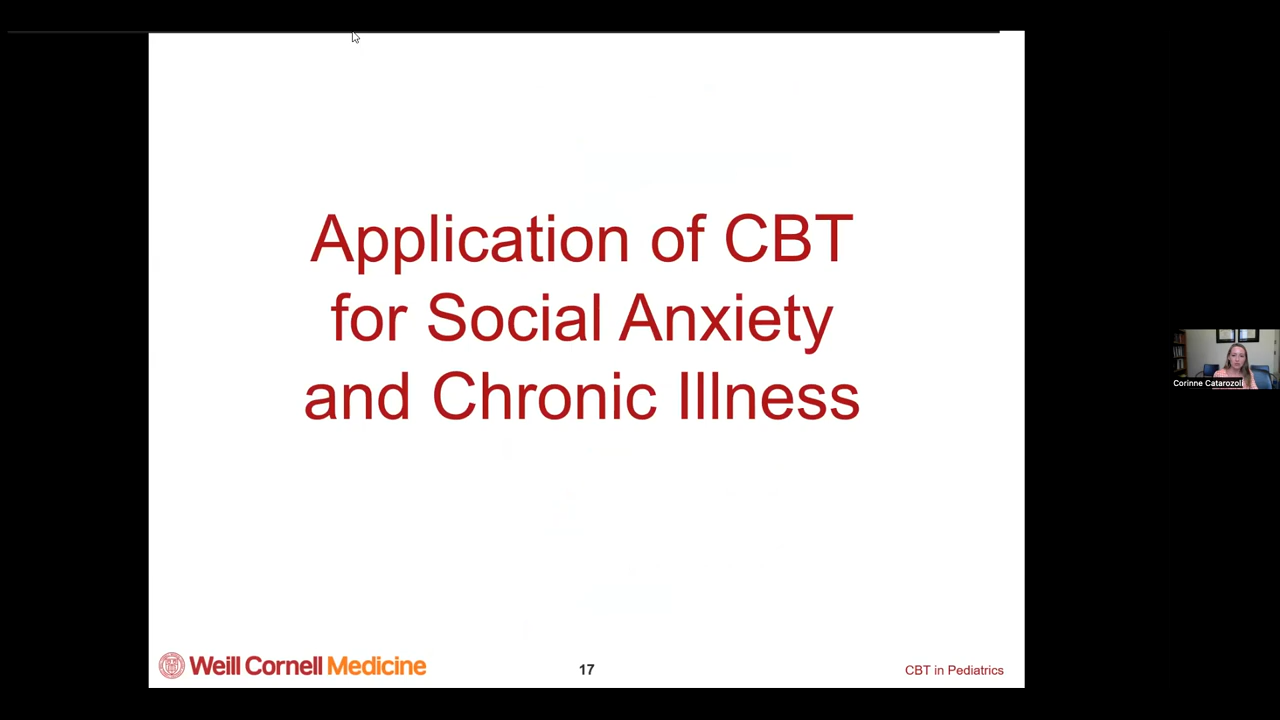 Application of CBT
for Social Anxiety
and Chronic Illness
Corinne Catarozoli
Weill Cornell Medicine
17
CBT in Pediatrics